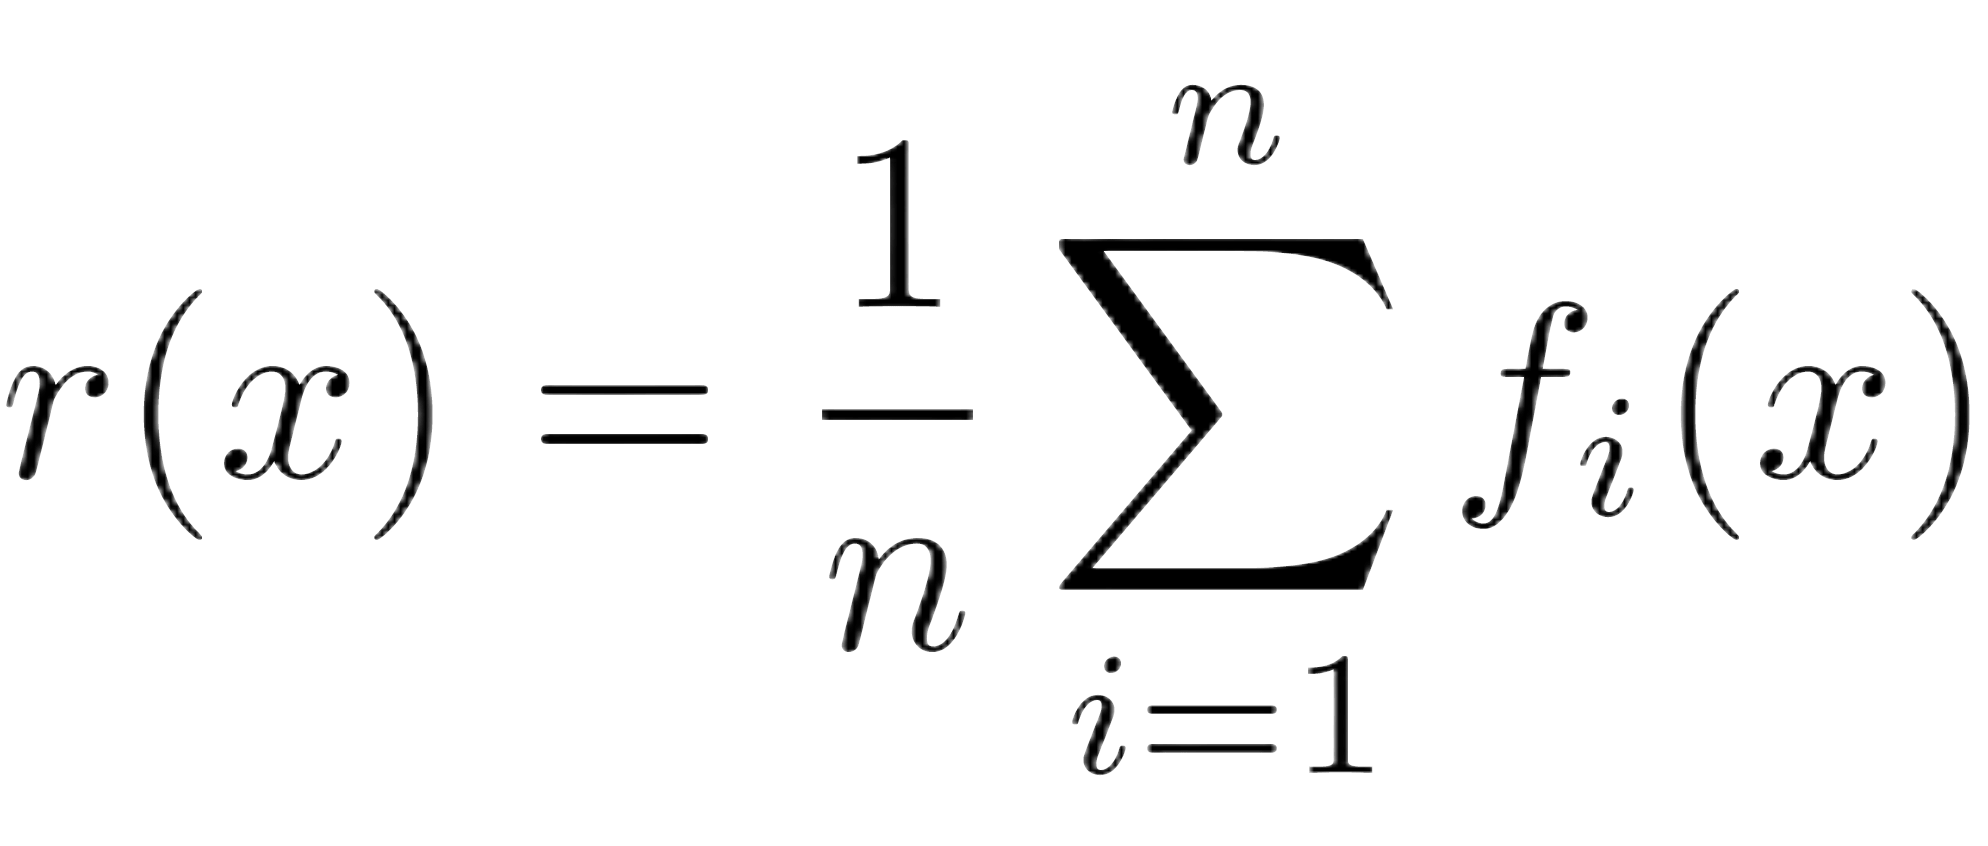 r(x) = \frac{1}{n} \sum_{i=1}^{n} f_i(x)